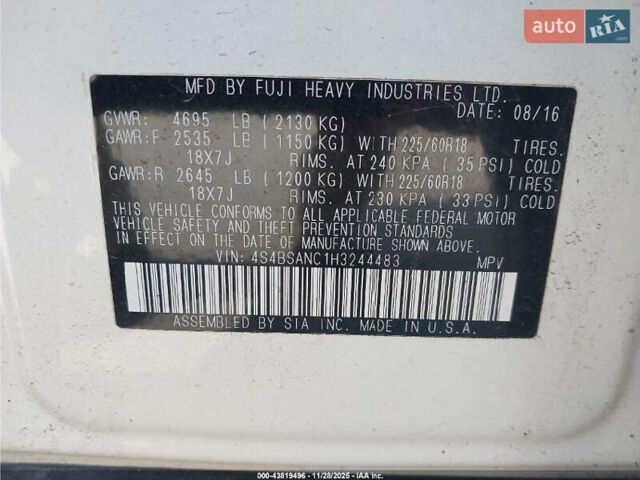 AUTO
RIA
.com
MFD BY FUJI HEAVY INDUSTRIES LTD.
DATE: 08/16
GVWR: 4695 LB (2130 KG)
GAWR:F 2535 LB (1150 KG) WITH 225/60R18 TIRES.
18X7J RIMS. AT 240 KPA (35 PSI) COLD
GAWR:R 2645 LB (1200 KG) WITH 225/60R18 TIRES.
18X7J RIMS. AT 230 KPA (33 PSI) COLD
THIS VEHICLE CONFORMS TO ALL APPLICABLE FEDERAL MOTOR
VEHICLE SAFETY AND THEFT PREVENTION STANDARDS
IN EFFECT ON THE DATE OF MANUFACTURE SHOWN ABOVE.
VIN: 4S4BSANC1H3244483 MPV
ASSEMBLED BY SIA INC. MADE IN U.S.A.
000-43819496 - 11/28/2025 - IAA Inc.